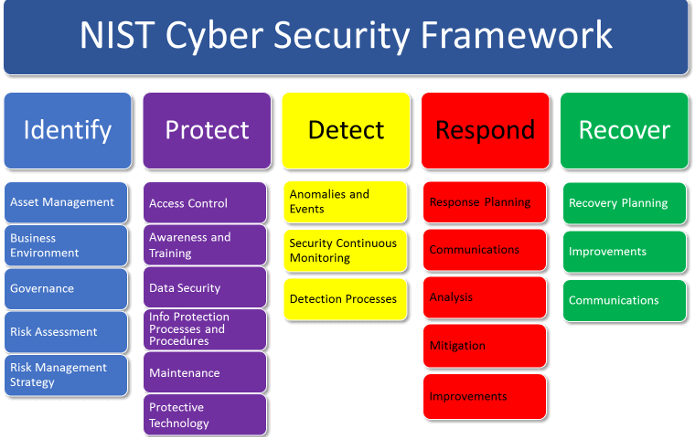 NIST Cyber Security Framework
Identify
Asset Management
Business
Environment
Governance
Risk Assessment
Risk Management
Strategy
Protect
Access Control
Awareness and
Training
Data Security
Info Protection
Processes and
Procedures
Maintenance
Protective
Technology
Detect
Anomalies and
Events
Security Continuous
Monitoring
Detection Processes
Respond
Response Planning
Communications
Analysis
Mitigation
Improvements
Recover
Recovery Planning
Improvements
Communications